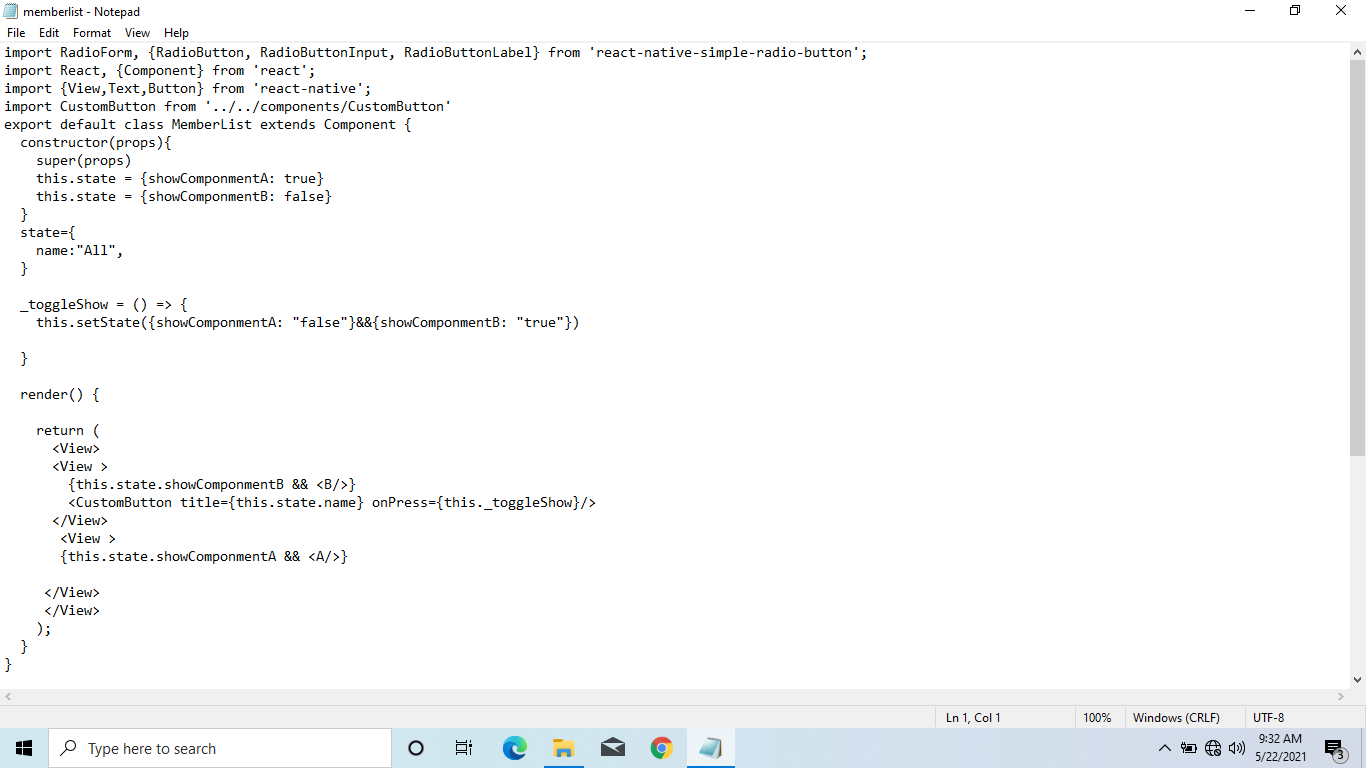 memberlist - Notepad
File Edit Format View Help
import RadioForm, {RadioButton, RadioButtonInput, RadioButtonLabel} from 'react-native-simple-radio-button';
import React, {Component} from 'react';
import {View,Text,Button} from 'react-native';
import CustomButton from '../../components/CustomButton'
export default class MemberList extends Component {
  constructor(props){
    super(props)
    this.state = {showComponmentA: true}
    this.state = {showComponmentB: false}
  }
  state={
    name:"All",
  }
  _toggleShow = () => {
    this.setState({showComponmentA: "false"}&&{showComponmentB: "true"})
  }
  render() {
    return (
      <View>
      <View >
        {this.state.showComponmentB && <B/>}
        <CustomButton title={this.state.name} onPress={this._toggleShow}/>
      </View>
       <View >
       {this.state.showComponmentA && <A/>}
     </View>
     </View>
    );
  }
}
Ln 1, Col 1 100% Windows (CRLF) UTF-8
Type here to search
9:32 AM
5/22/2021
3